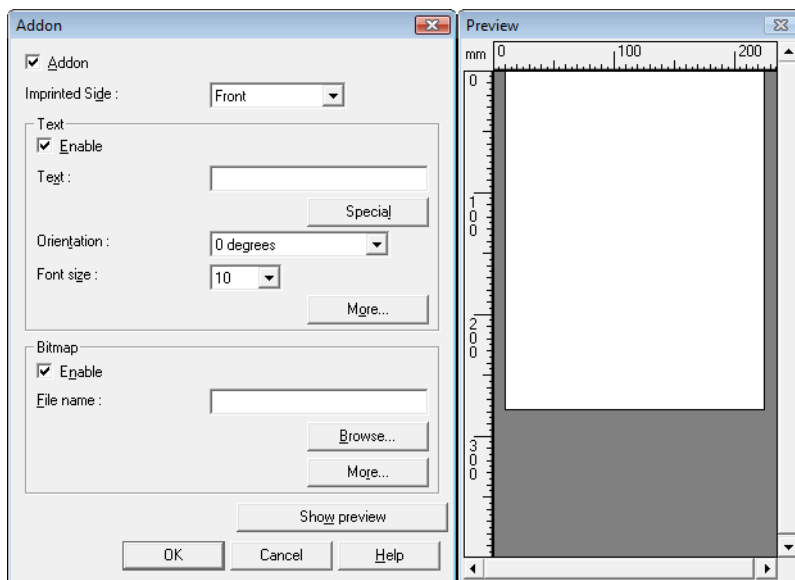 Addon
Addon
Imprinted Side :
Front
Text
Enable
Text :
Special
Orientation :
0 degrees
Font size :
10
More...
Bitmap
Enable
File name :
Browse...
More...
Show preview
OK
Cancel
Help
Preview
mm
0
100
200
0
100
200
300